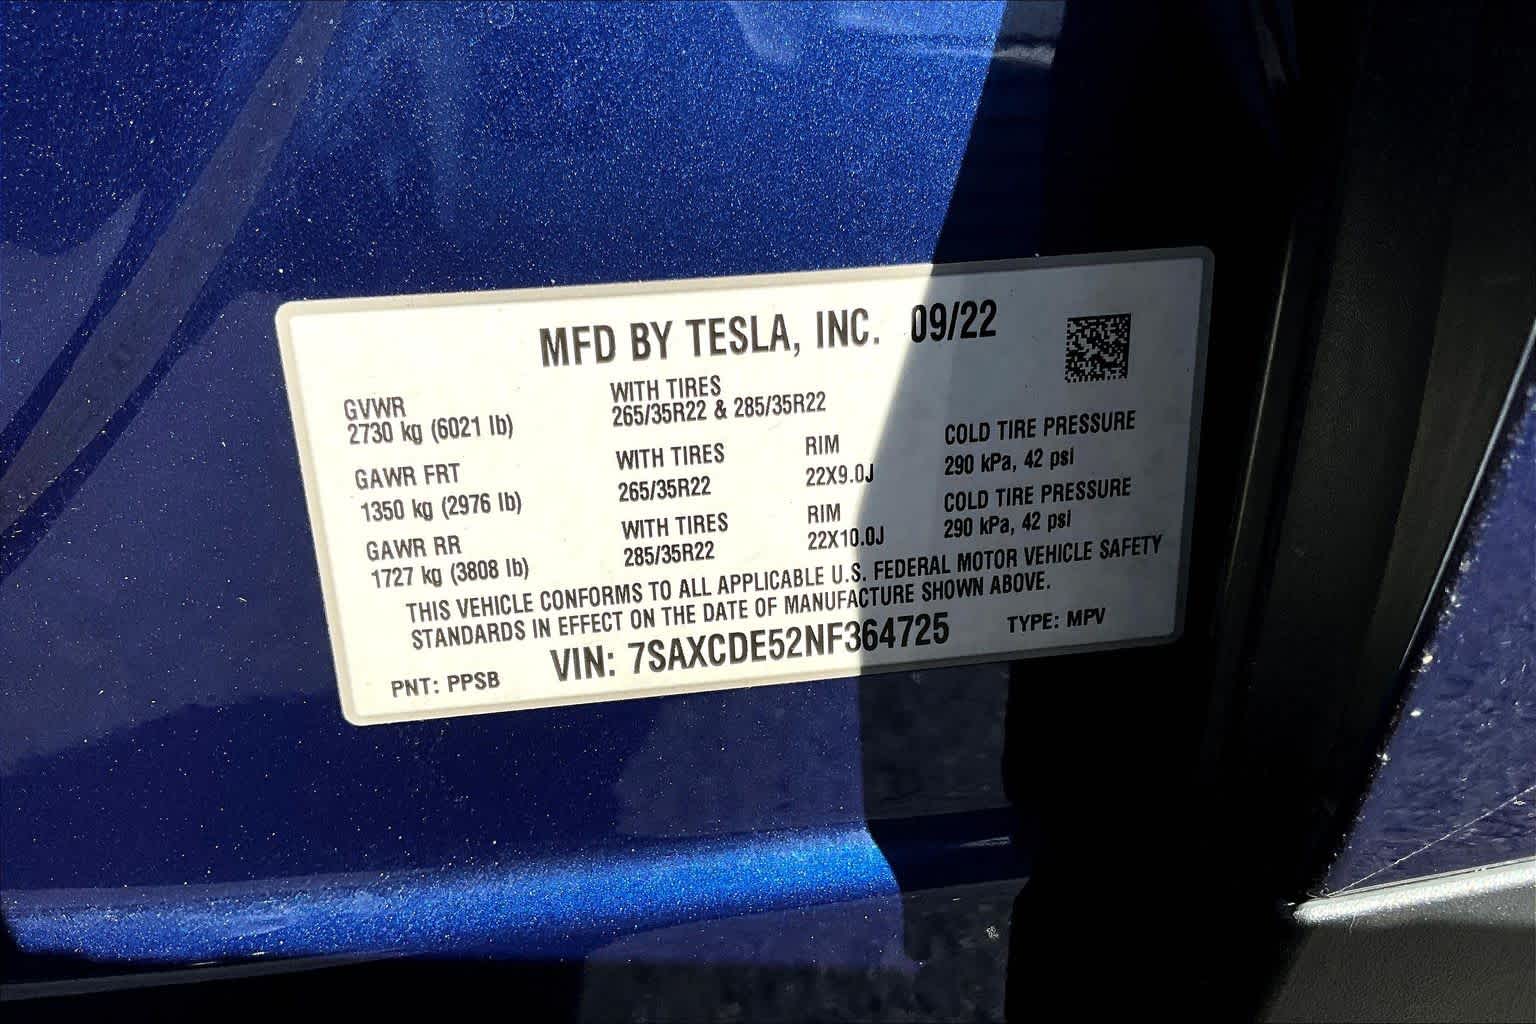 MFD BY TESLA, INC. 09/22
GVWR WITH TIRES
2730 kg (6021 lb) 265/35R22 & 285/35R22
GAWR FRT WITH TIRES RIM COLD TIRE PRESSURE
1350 kg (2976 lb) 265/35R22 22X9.0J 290 kPa, 42 psi
GAWR RR WITH TIRES RIM COLD TIRE PRESSURE
1727 kg (3808 lb) 285/35R22 22X10.0J 290 kPa, 42 psi
THIS VEHICLE CONFORMS TO ALL APPLICABLE U.S. FEDERAL MOTOR VEHICLE SAFETY
STANDARDS IN EFFECT ON THE DATE OF MANUFACTURE SHOWN ABOVE.
PNT: PPSB VIN: 7SAXCDE52NF364725 TYPE: MPV